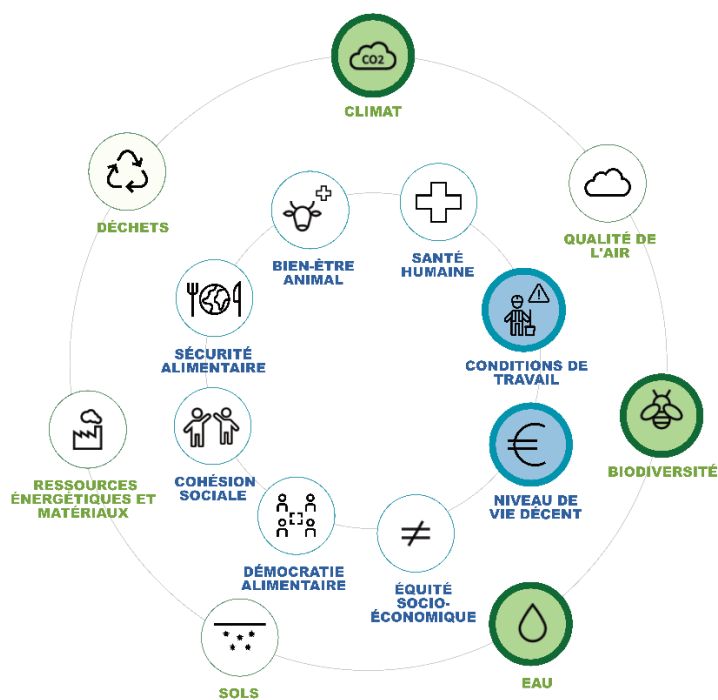 CO2
CLIMAT
DÉCHETS
QUALITÉ DE
L'AIR
BIEN-ÊTRE
ANIMAL
SANTÉ
HUMAINE
SÉCURITÉ
ALIMENTAIRE
CONDITIONS DE
TRAVAIL
BIODIVERSITÉ
RESSOURCES
ÉNERGÉTIQUES ET
MATÉRIAUX
COHÉSION
SOCIALE
NIVEAU DE
VIE DÉCENT
DÉMOCRATIE
ALIMENTAIRE
ÉQUITÉ
SOCIO-
ÉCONOMIQUE
SOLS
EAU